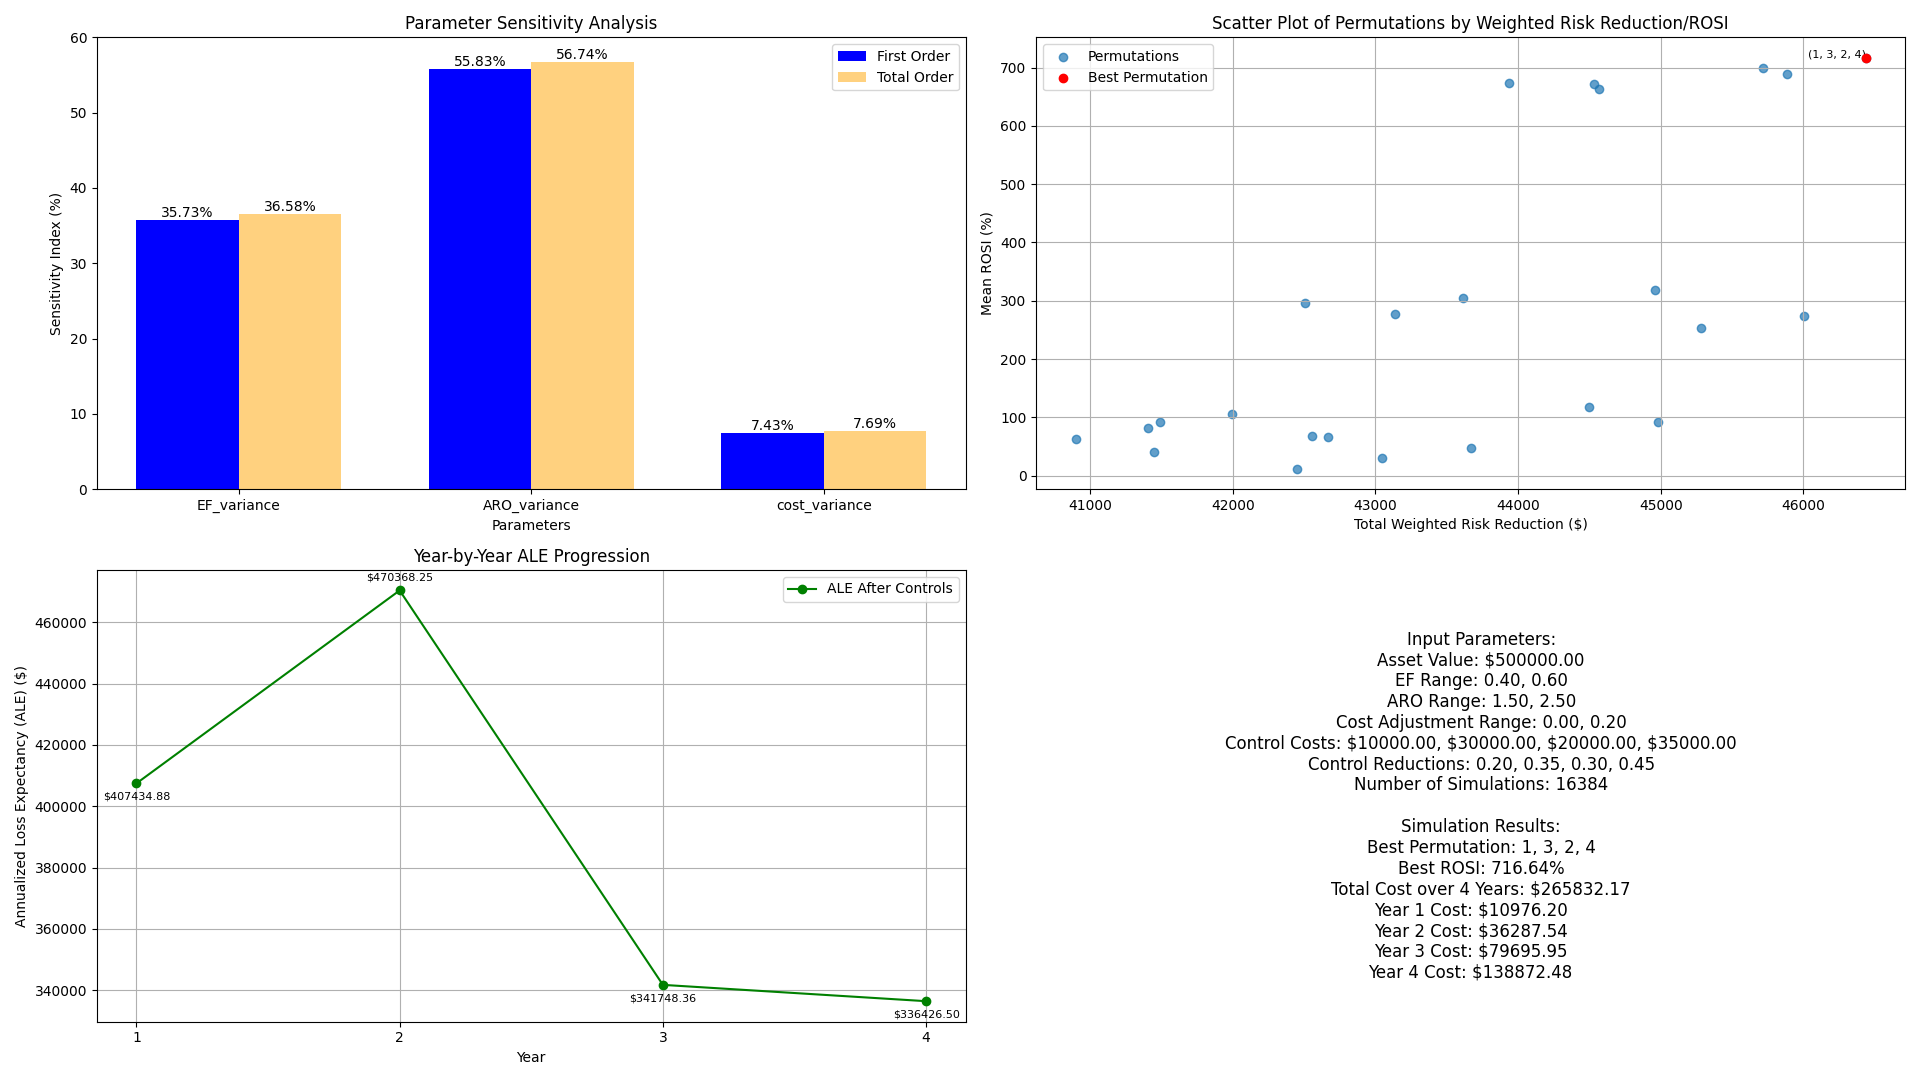 Parameter Sensitivity Analysis
Sensitivity Index (%)
60
50
40
30
20
10
0
35.73%
36.58%
55.83%
56.74%
7.43%
7.69%
First Order
Total Order
EF_variance
ARO_variance
cost_variance
Parameters
Scatter Plot of Permutations by Weighted Risk Reduction/ROSI
Mean ROSI (%)
700
600
500
400
300
200
100
0
Permutations
Best Permutation
(1, 3, 2, 4)
41000
42000
43000
44000
45000
46000
Total Weighted Risk Reduction ($)
Year-by-Year ALE Progression
Annualized Loss Expectancy (ALE) ($)
460000
440000
420000
400000
380000
360000
340000
$407434.88
$470368.25
$341748.36
$336426.50
ALE After Controls
1
2
3
4
Year
Input Parameters:
Asset Value: $500000.00
EF Range: 0.40, 0.60
ARO Range: 1.50, 2.50
Cost Adjustment Range: 0.00, 0.20
Control Costs: $10000.00, $30000.00, $20000.00, $35000.00
Control Reductions: 0.20, 0.35, 0.30, 0.45
Number of Simulations: 16384
Simulation Results:
Best Permutation: 1, 3, 2, 4
Best ROSI: 716.64%
Total Cost over 4 Years: $265832.17
Year 1 Cost: $10976.20
Year 2 Cost: $36287.54
Year 3 Cost: $79695.95
Year 4 Cost: $138872.48